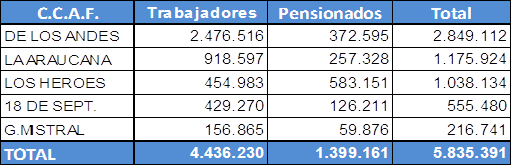 C.C.A.F. Trabajadores Pensionados Total
DE LOS ANDES 2.476.516 372.595 2.849.112
LA ARAUCANA 918.597 257.328 1.175.924
LOS HEROES 454.983 583.151 1.038.134
18 DE SEPT. 429.270 126.211 555.480
G.MISTRAL 156.865 59.876 216.741
TOTAL 4.436.230 1.399.161 5.835.391